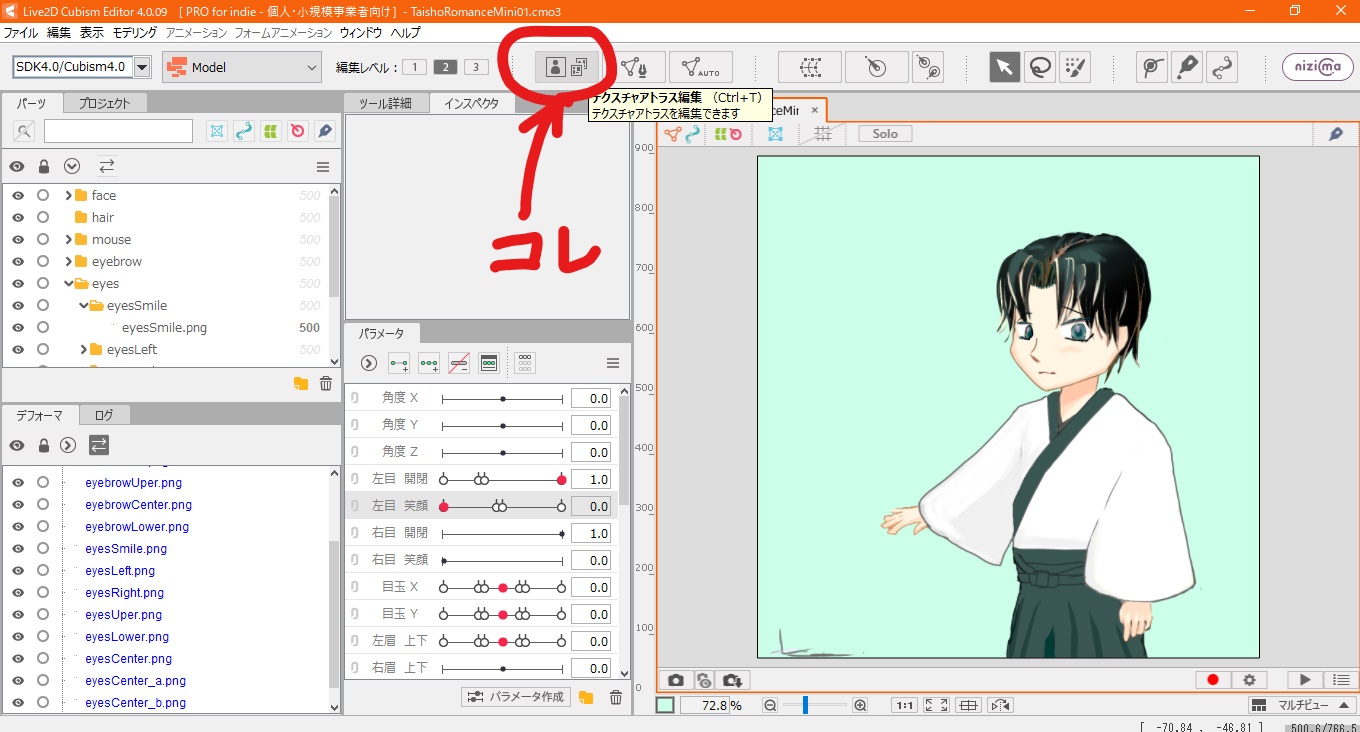 Live2D Cubism Editor 4.0.09 [ PRO for indie - 個人・小規模事業者向け ] - TaishoRomanceMini01.cmo3
ファイル 編集 表示 モデリング アニメーション フォームアニメーション ウィンドウ ヘルプ
SDK4.0/Cubism4.0 Model 編集レベル： 1 2 3 AUTO nizima
パーツ プロジェクト
ツール詳細 インスペクタ
テクスチャアトラス編集 （Ctrl+T）
テクスチャアトラスを編集できます
ceMi
Solo
コレ
face 500
hair 500
mouse 500
eyebrow 500
eyes 500
eyesSmile 500
eyesSmile.png 500
eyesLeft 500
デフォーマ ログ
eyebrowUper.png
eyebrowCenter.png
eyebrowLower.png
eyesSmile.png
eyesLeft.png
eyesRight.png
eyesUper.png
eyesLower.png
eyesCenter.png
eyesCenter_a.png
eyesCenter_b.png
パラメータ
角度 X 0.0
角度 Y 0.0
角度 Z 0.0
左目 開閉 1.0
左目 笑顔 0.0
右目 開閉 1.0
右目 笑顔 0.0
目玉 X 0.0
目玉 Y 0.0
左眉 上下 0.0
右眉 上下 0.0
パラメータ作成
900
800
700
600
500
400
300
200
100
0
72.8 % 1:1 マルチビュー
[ -70.84 , -46.81 ] 500.6/766.5